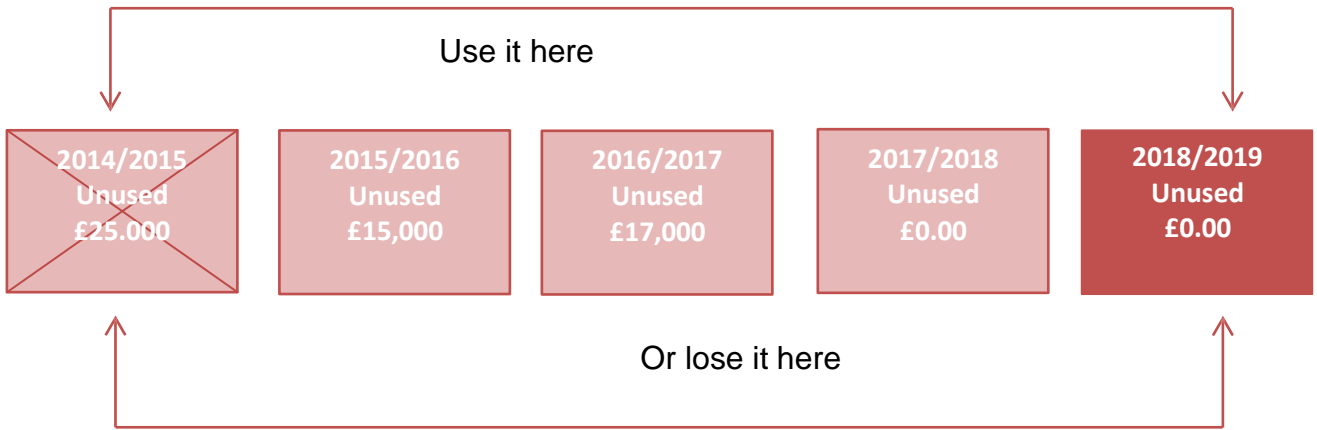 Use it here
2014/2015
Unused
£25.000
2015/2016
Unused
£15,000
2016/2017
Unused
£17,000
2017/2018
Unused
£0.00
2018/2019
Unused
£0.00
Or lose it here